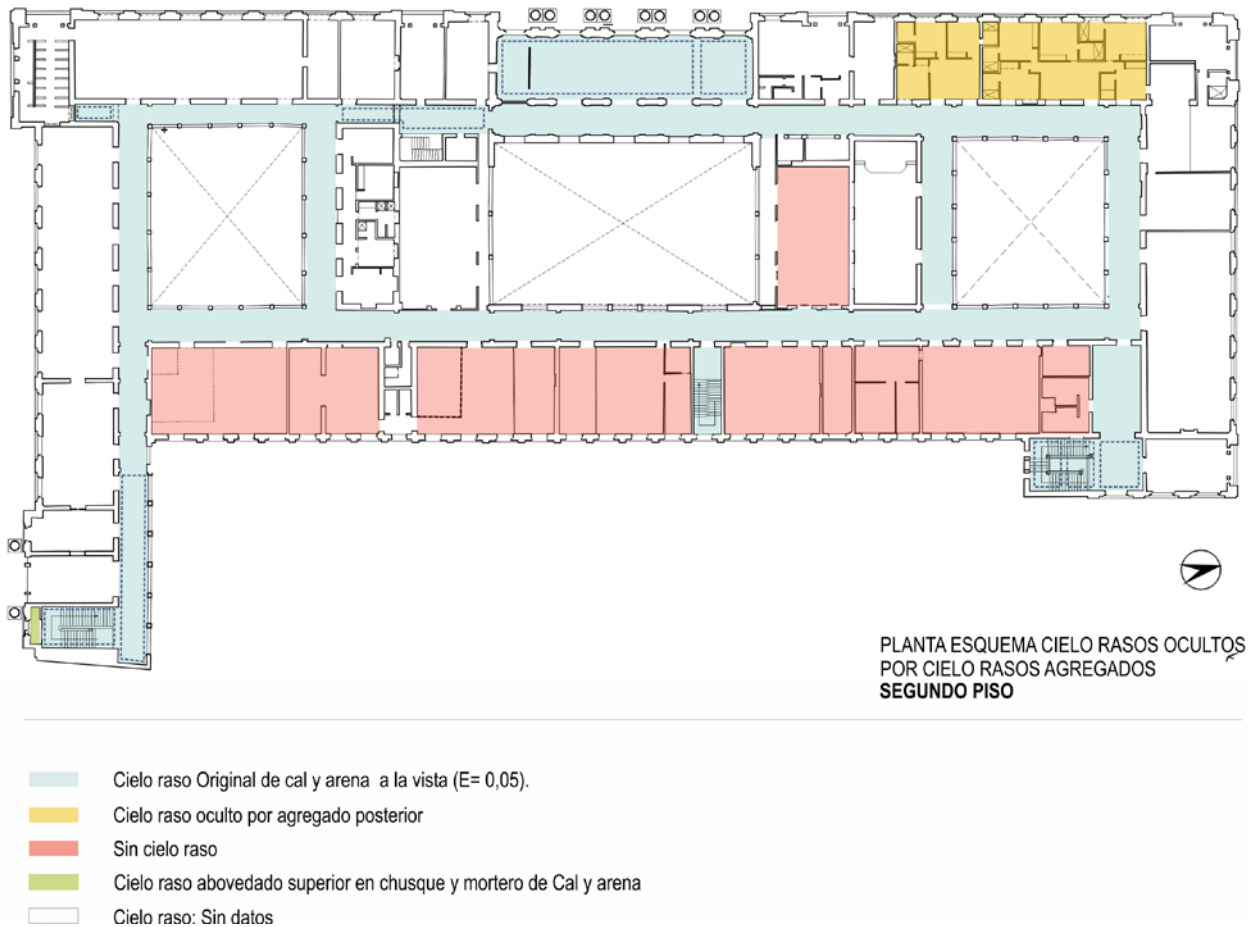 PLANTA ESQUEMA CIELO RASOS OCULTOS
POR CIELO RASOS AGREGADOS
SEGUNDO PISO
Cielo raso Original de cal y arena a la vista (E= 0,05).
Cielo raso oculto por agregado posterior
Sin cielo raso
Cielo raso abovedado superior en chusque y mortero de Cal y arena
Cielo raso: Sin datos